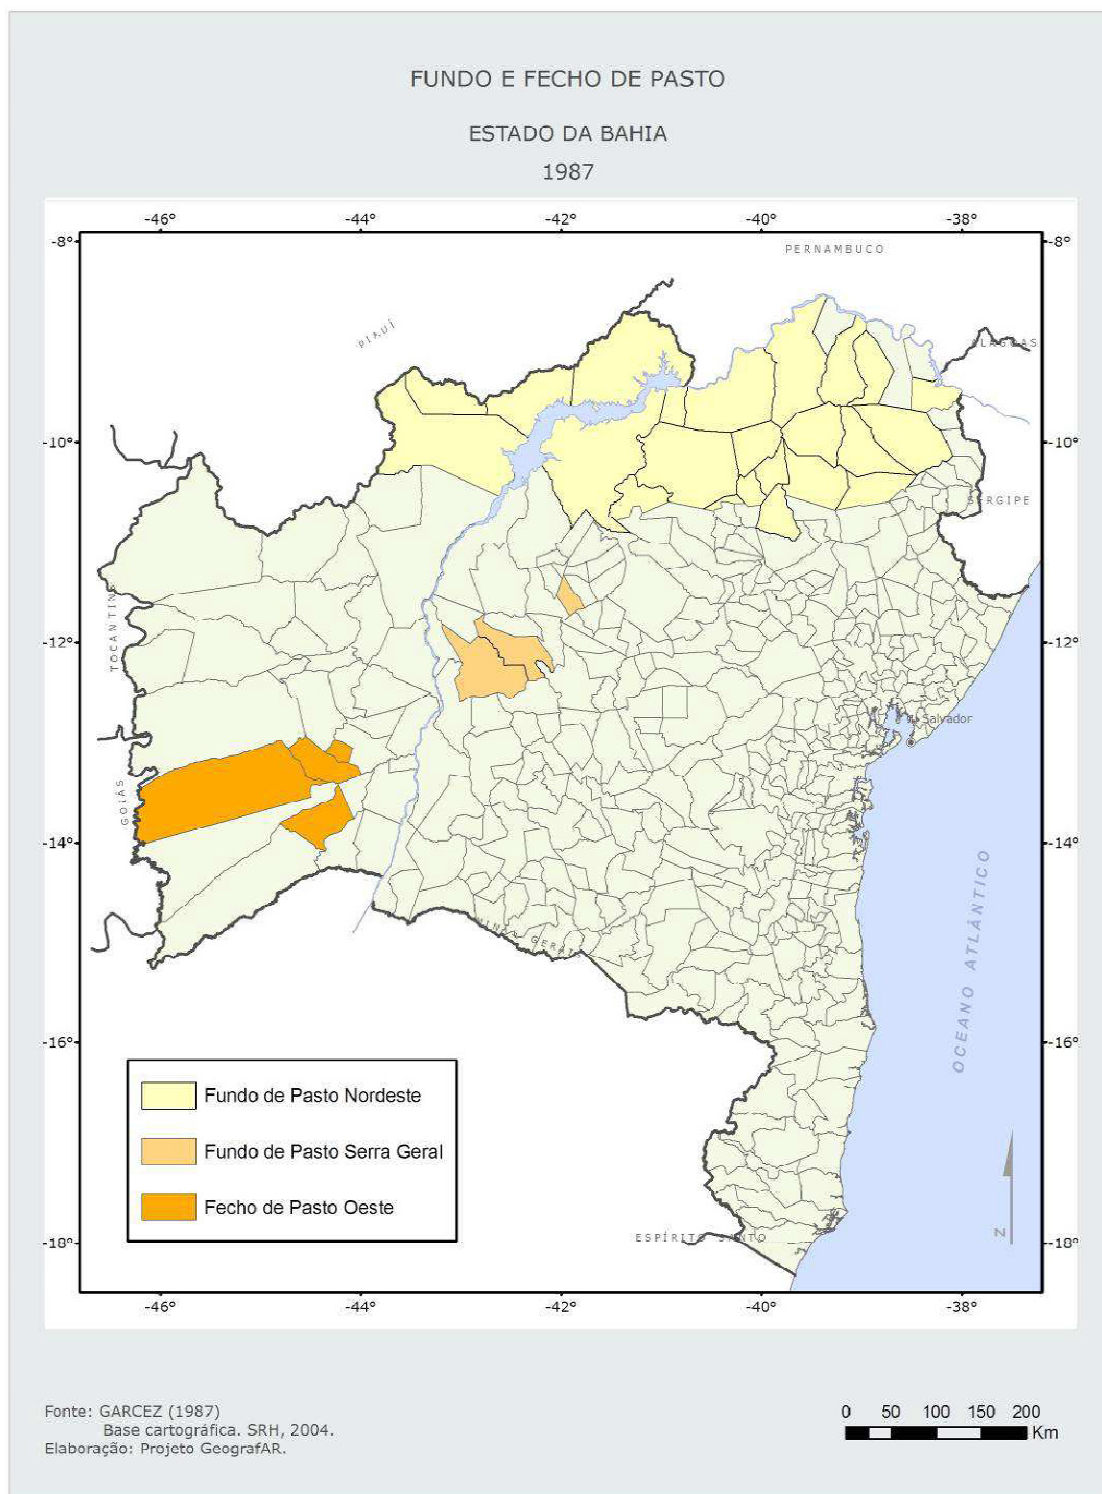 FUNDO E FECHO DE PASTO
ESTADO DA BAHIA
1987
-46° -44° -42° -40° -38°
-8° -8°
PERNAMBUCO
PIAUÍ
ALAGOAS
-10° -10°
SERGIPE
TOCANTINS
-12° -12°
Salvador
GOIÁS
-14° -14°
MINAS GERAIS
OCEANO ATLÂNTICO
-16° -16°
Fundo de Pasto Nordeste
Fundo de Pasto Serra Geral
Fecho de Pasto Oeste
N
ESPÍRITO SANTO
-18° -18°
-46° -44° -42° -40° -38°
Fonte: GARCEZ (1987)
Base cartográfica. SRH, 2004.
Elaboração: Projeto GeografAR.
0 50 100 150 200
Km